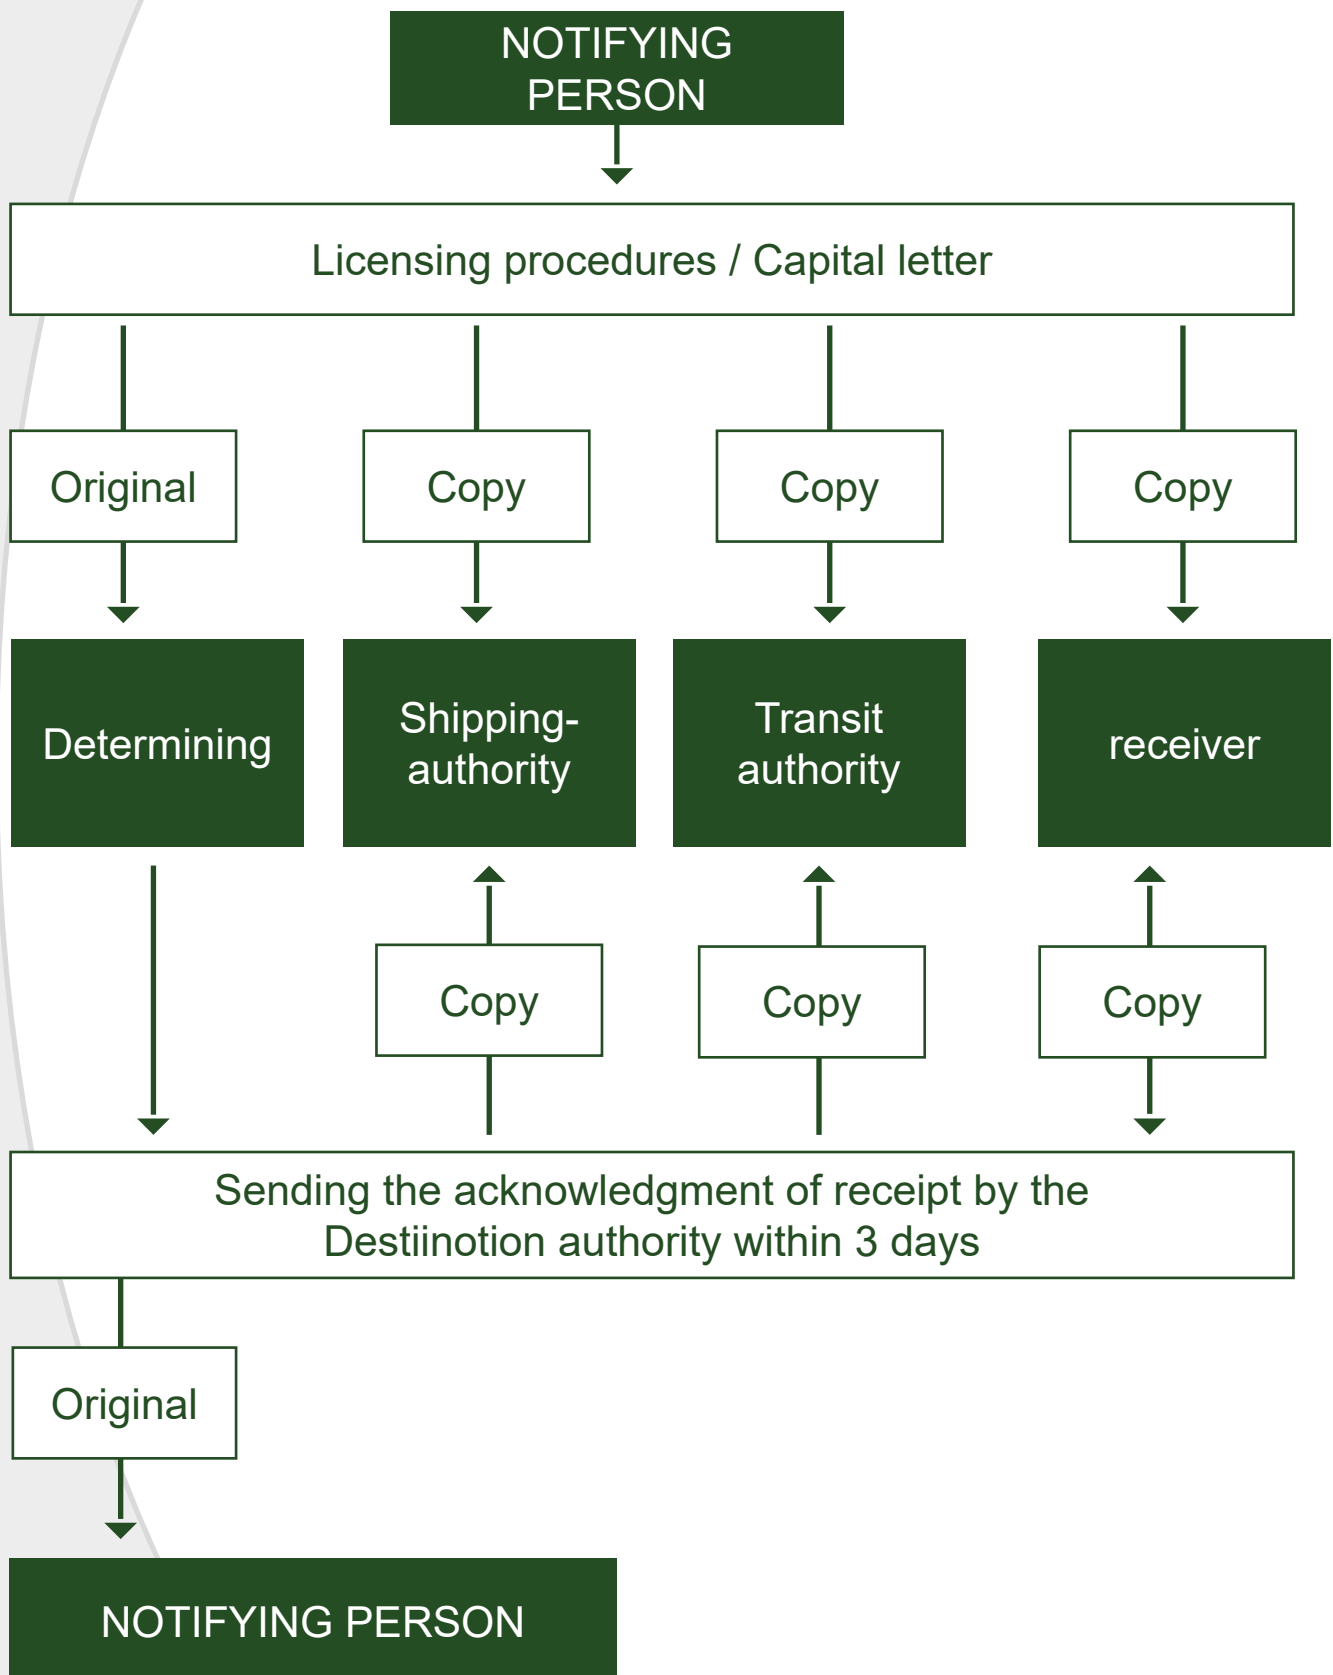 NOTIFYING
PERSON
Licensing procedures / Capital letter
Original
Copy
Copy
Copy
Determining
Shipping-
authority
Transit
authority
receiver
Copy
Copy
Copy
Sending the acknowledgment of receipt by the
Destiinotion authority within 3 days
Original
NOTIFYING PERSON